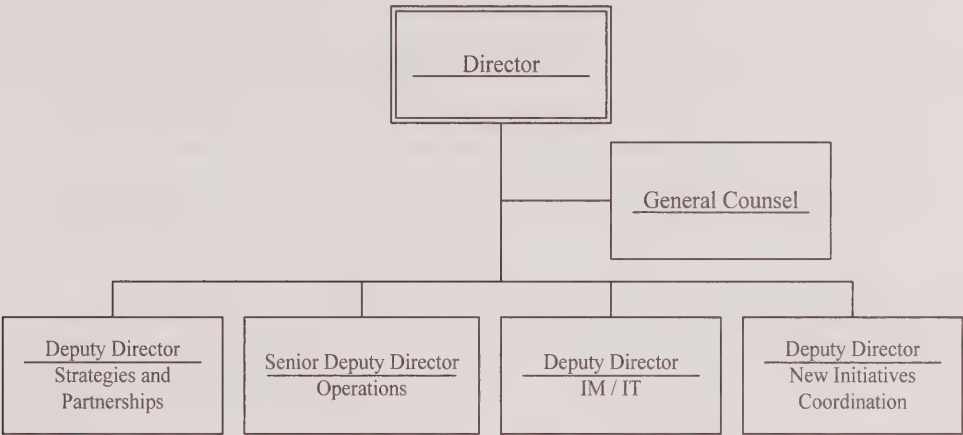 Director
General Counsel
Deputy Director
Strategies and
Partnerships
Senior Deputy Director
Operations
Deputy Director
IM / IT
Deputy Director
New Initiatives
Coordination